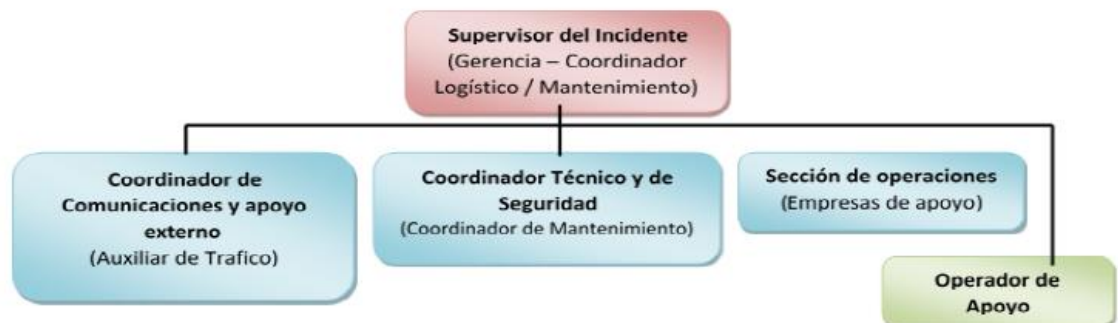 Supervisor del Incidente
(Gerencia – Coordinador
Logístico / Mantenimiento)
Coordinador de
Comunicaciones y apoyo
externo
(Auxiliar de Trafico)
Coordinador Técnico y de
Seguridad
(Coordinador de Mantenimiento)
Sección de operaciones
(Empresas de apoyo)
Operador de
Apoyo